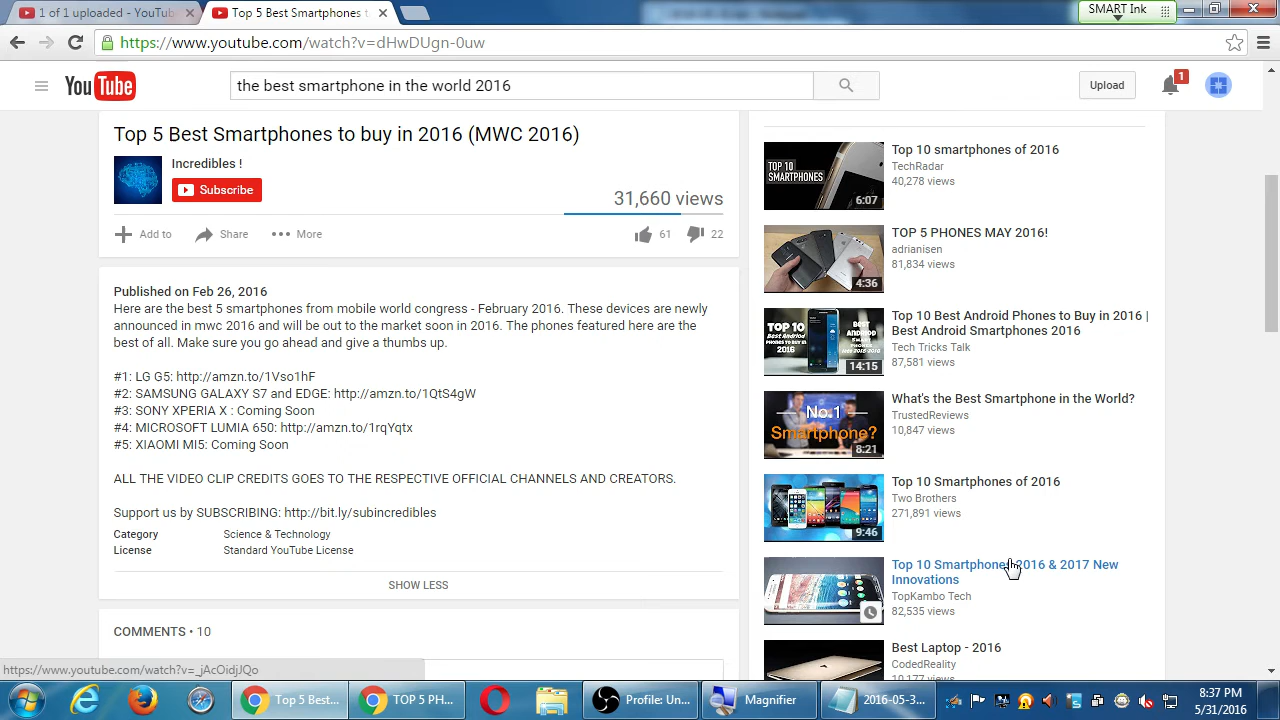 1 of 1 uploaded - YouTub
Top 5 Best Smartphones t
SMART Ink
https://www.youtube.com/watch?v=dHwDUgn-0uw
YouTube
the best smartphone in the world 2016
Upload
1
Top 5 Best Smartphones to buy in 2016 (MWC 2016)
Incredibles !
Subscribe
31,660 views
Add to
Share
More
61
22
Published on Feb 26, 2016
Here are the best 5 smartphones from mobile world congress - February 2016. These devices are newly
announced in mwc 2016 and will be out to the market soon in 2016. The phones featured here are the
best of all. Make sure you go ahead and give a thumbs up.
#1: LG G5: http://amzn.to/1Vso1hF
#2: SAMSUNG GALAXY S7 and EDGE: http://amzn.to/1QtS4gW
#3: SONY XPERIA X : Coming Soon
#4: MICROSOFT LUMIA 650: http://amzn.to/1rqYqtx
#5: XIAOMI MI5: Coming Soon
ALL THE VIDEO CLIP CREDITS GOES TO THE RESPECTIVE OFFICIAL CHANNELS AND CREATORS.
Support us by SUBSCRIBING: http://bit.ly/subincredibles
Category Science & Technology
License Standard YouTube License
SHOW LESS
COMMENTS • 10
TOP 10
SMARTPHONES
6:07
Top 10 smartphones of 2016
TechRadar
40,278 views
4:36
TOP 5 PHONES MAY 2016!
adrianisen
81,834 views
TOP 10
14:15
Top 10 Best Android Phones to Buy in 2016 |
Best Android Smartphones 2016
Tech Tricks Talk
87,581 views
No.1
Smartphone?
8:21
What's the Best Smartphone in the World?
TrustedReviews
10,847 views
9:46
Top 10 Smartphones of 2016
Two Brothers
271,891 views
Top 10 Smartphones 2016 & 2017 New
Innovations
TopKambo Tech
82,535 views
Best Laptop - 2016
CodedReality
10,177 views
https://www.youtube.com/watch?v=_jAcOidjJQo
Top 5 Best...
TOP 5 PH...
Profile: Un...
Magnifier
2016-05-3...
8:37 PM
5/31/2016